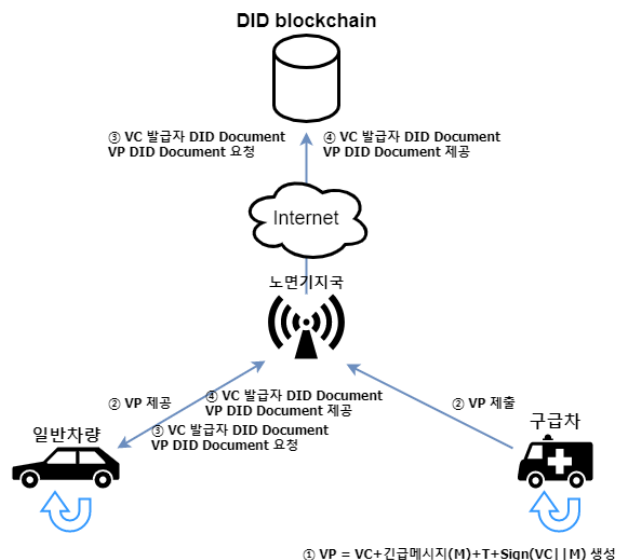 DID blockchain
③ VC 발급자 DID Document
VP DID Document 요청
④ VC 발급자 DID Document
VP DID Document 제공
Internet
노면기지국
② VP 제공
④ VC 발급자 DID Document
VP DID Document 제공
② VP 제출
일반차량
③ VC 발급자 DID Document
VP DID Document 요청
구급차
① VP = VC+긴급메시지(M)+T+Sign(VC||M) 생성